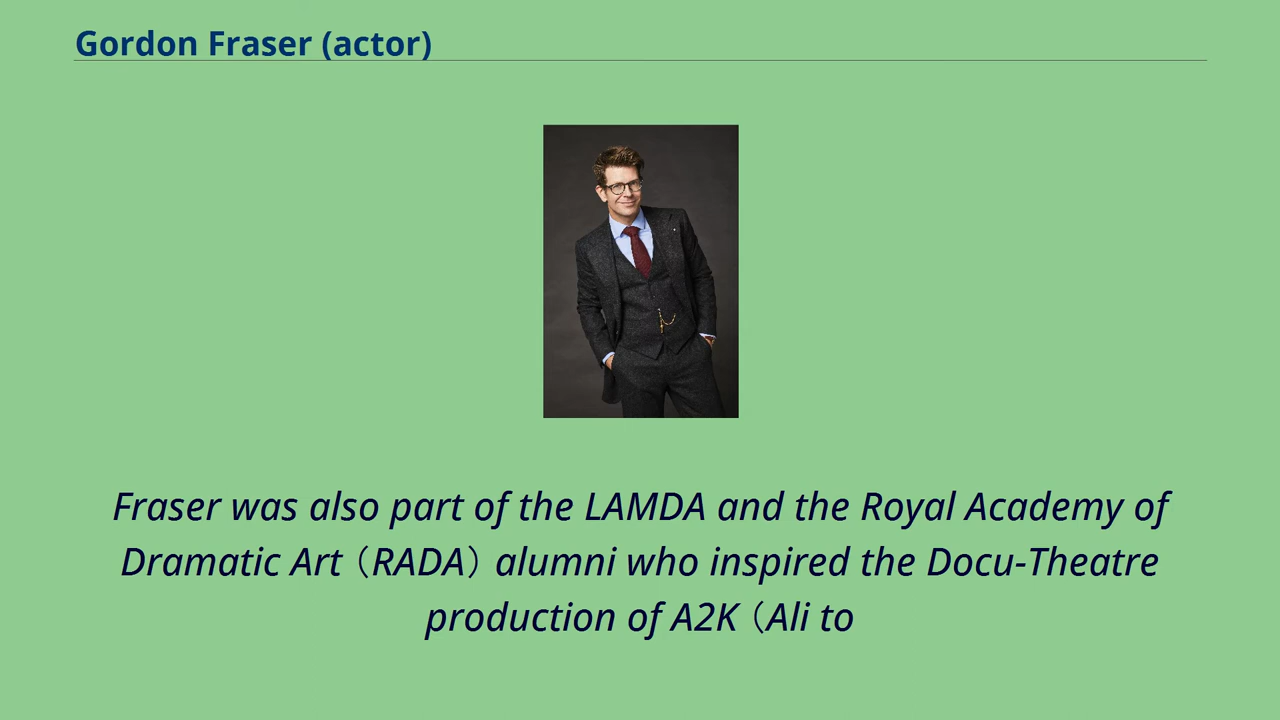 Gordon Fraser (actor)
Fraser was also part of the LAMDA and the Royal Academy of
Dramatic Art（RADA）alumni who inspired the Docu-Theatre
production of A2K（Ali to